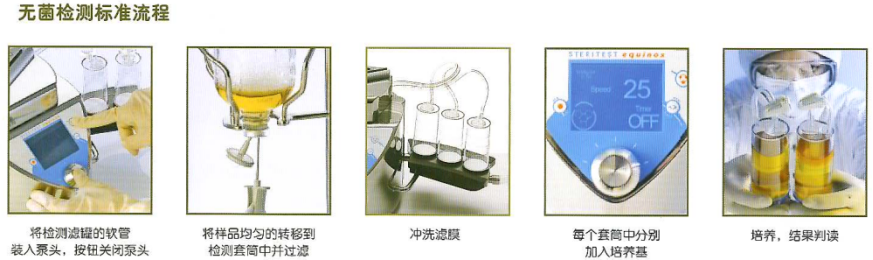 无菌检测标准流程
STERITEST equinox
Speed 25
Time
OFF
将检测滤罐的软管
装入泵头，按钮关闭泵头
将样品均匀的转移到
检测套筒中并过滤
冲洗滤膜
每个套筒中分别
加入培养基
培养，结果判读